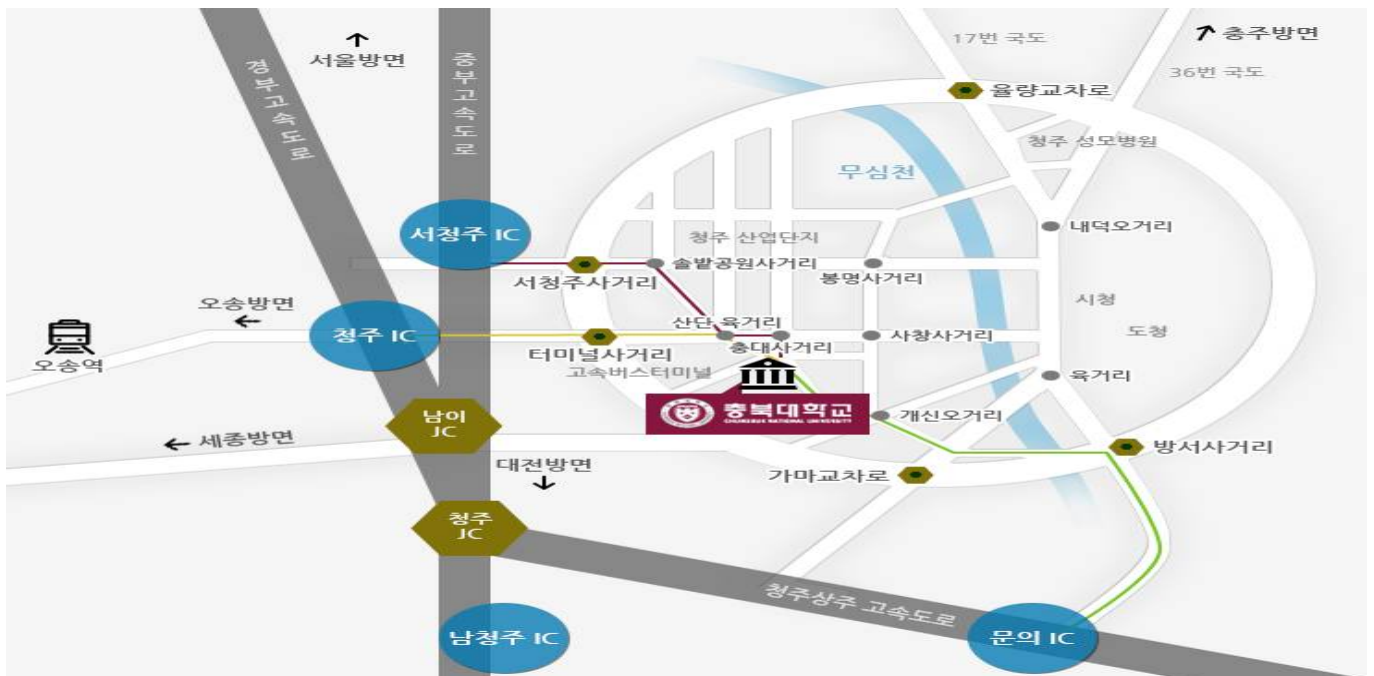 17번 국도
충주방면
서울방면
경부고속도로
중부고속도로
36번 국도
율량교차로
청주 성모병원
무심천
내덕오거리
서청주 IC
청주 산업단지
솔밭공원사거리
서청주사거리
봉명사거리
시청
오송방면
청주 IC
산단 육거리
충대사거리
사창사거리
도청
오송역
터미널사거리
고속버스터미널
육거리
충북대학교
CHUNGBUK NATIONAL UNIVERSITY
개신오거리
남이
JC
세종방면
대전방면
방서사거리
가마교차로
청주
JC
청주상주 고속도로
남청주 IC
문의 IC